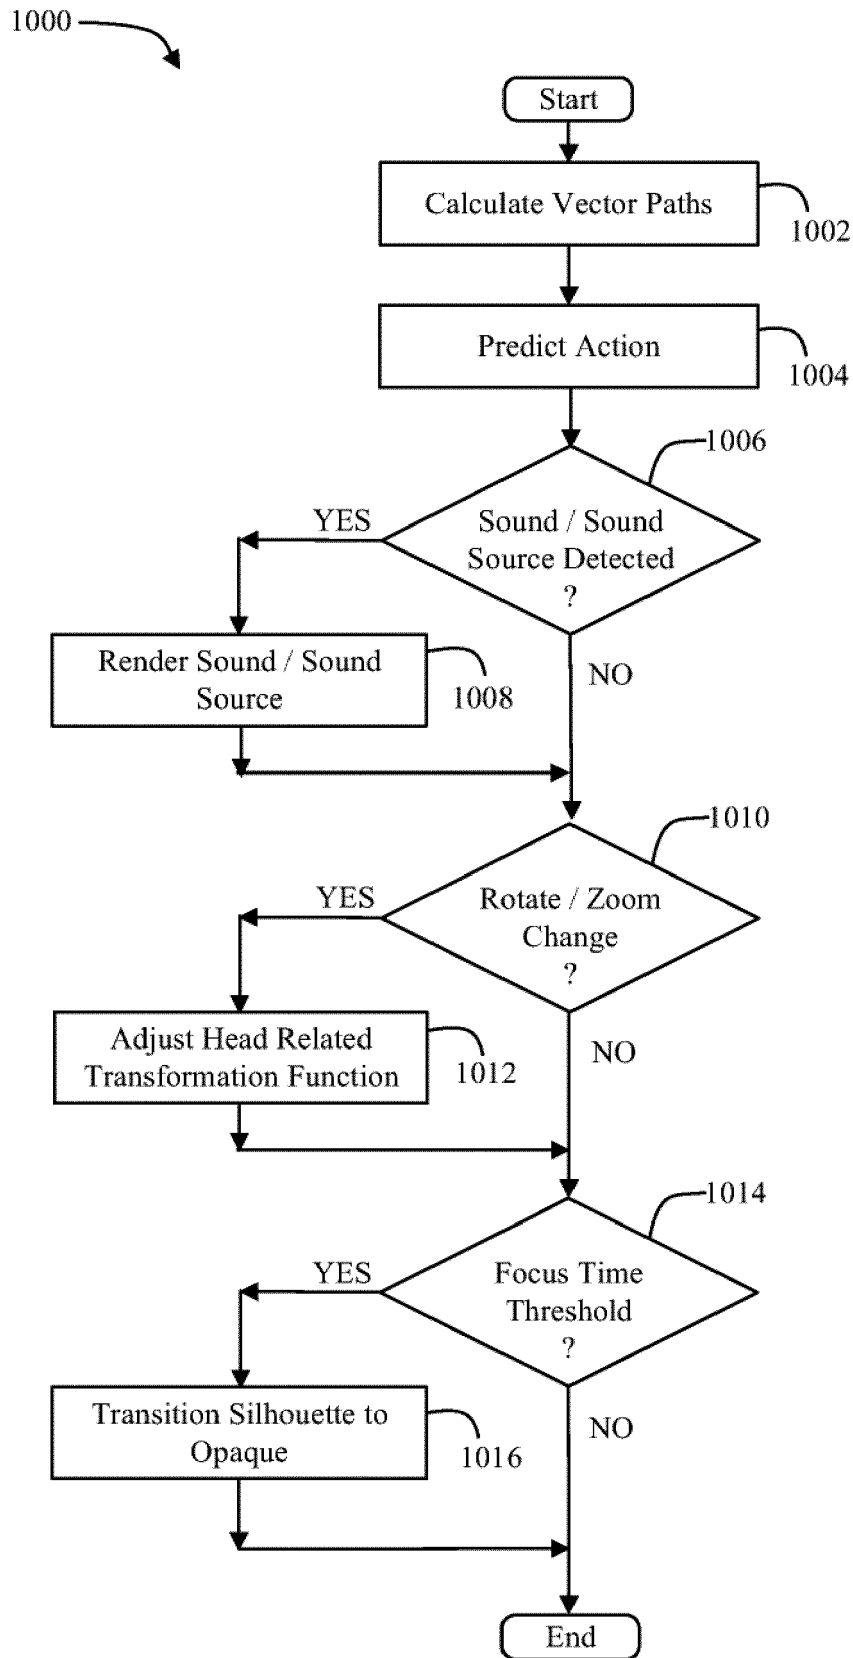 1000
Start
Calculate Vector Paths
1002
Predict Action
1004
1006
YES
Sound / Sound
Source Detected
?
Render Sound / Sound
Source
1008
NO
1010
YES
Rotate / Zoom
Change
?
Adjust Head Related
Transformation Function
1012
NO
1014
YES
Focus Time
Threshold
?
Transition Silhouette to
Opaque
1016
NO
End